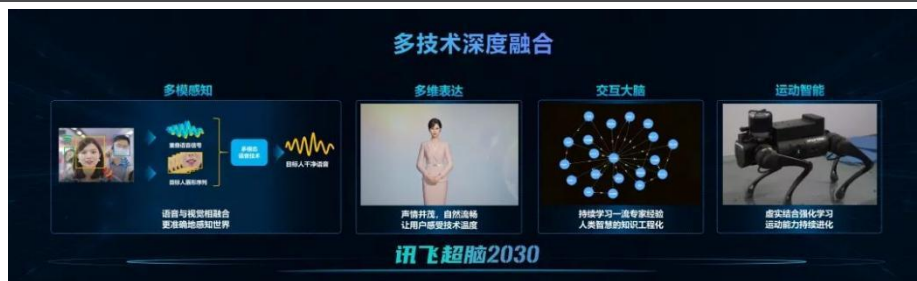 多技术深度融合
多模感知
多维表达
交互大脑
运动智能
目标人干净语音
语音与视觉相融合
更准确地感知世界
声情并茂，自然流畅
让用户感受技术温度
持续学习一流专家经验
人类智慧的知识工程化
虚实结合强化学习
运动能力持续进化
讯飞超脑2030